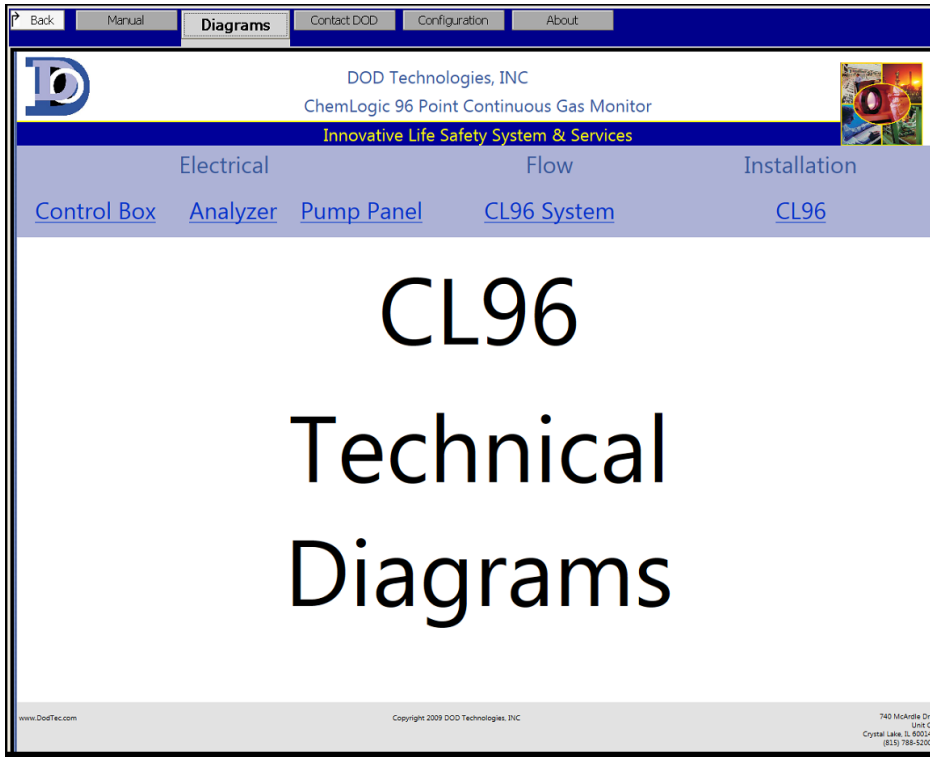 Back Manual Diagrams Contact DOD Configuration About
DOD Technologies, INC
ChemLogic 96 Point Continuous Gas Monitor
Innovative Life Safety System & Services
Electrical Flow Installation
Control Box Analyzer Pump Panel CL96 System CL96
CL96
Technical
Diagrams
www.DodTec.com Copyright 2009 DOD Technologies, INC 740 McArdle Dr
Unit C
Crystal Lake, IL 60014
(815) 788-5200